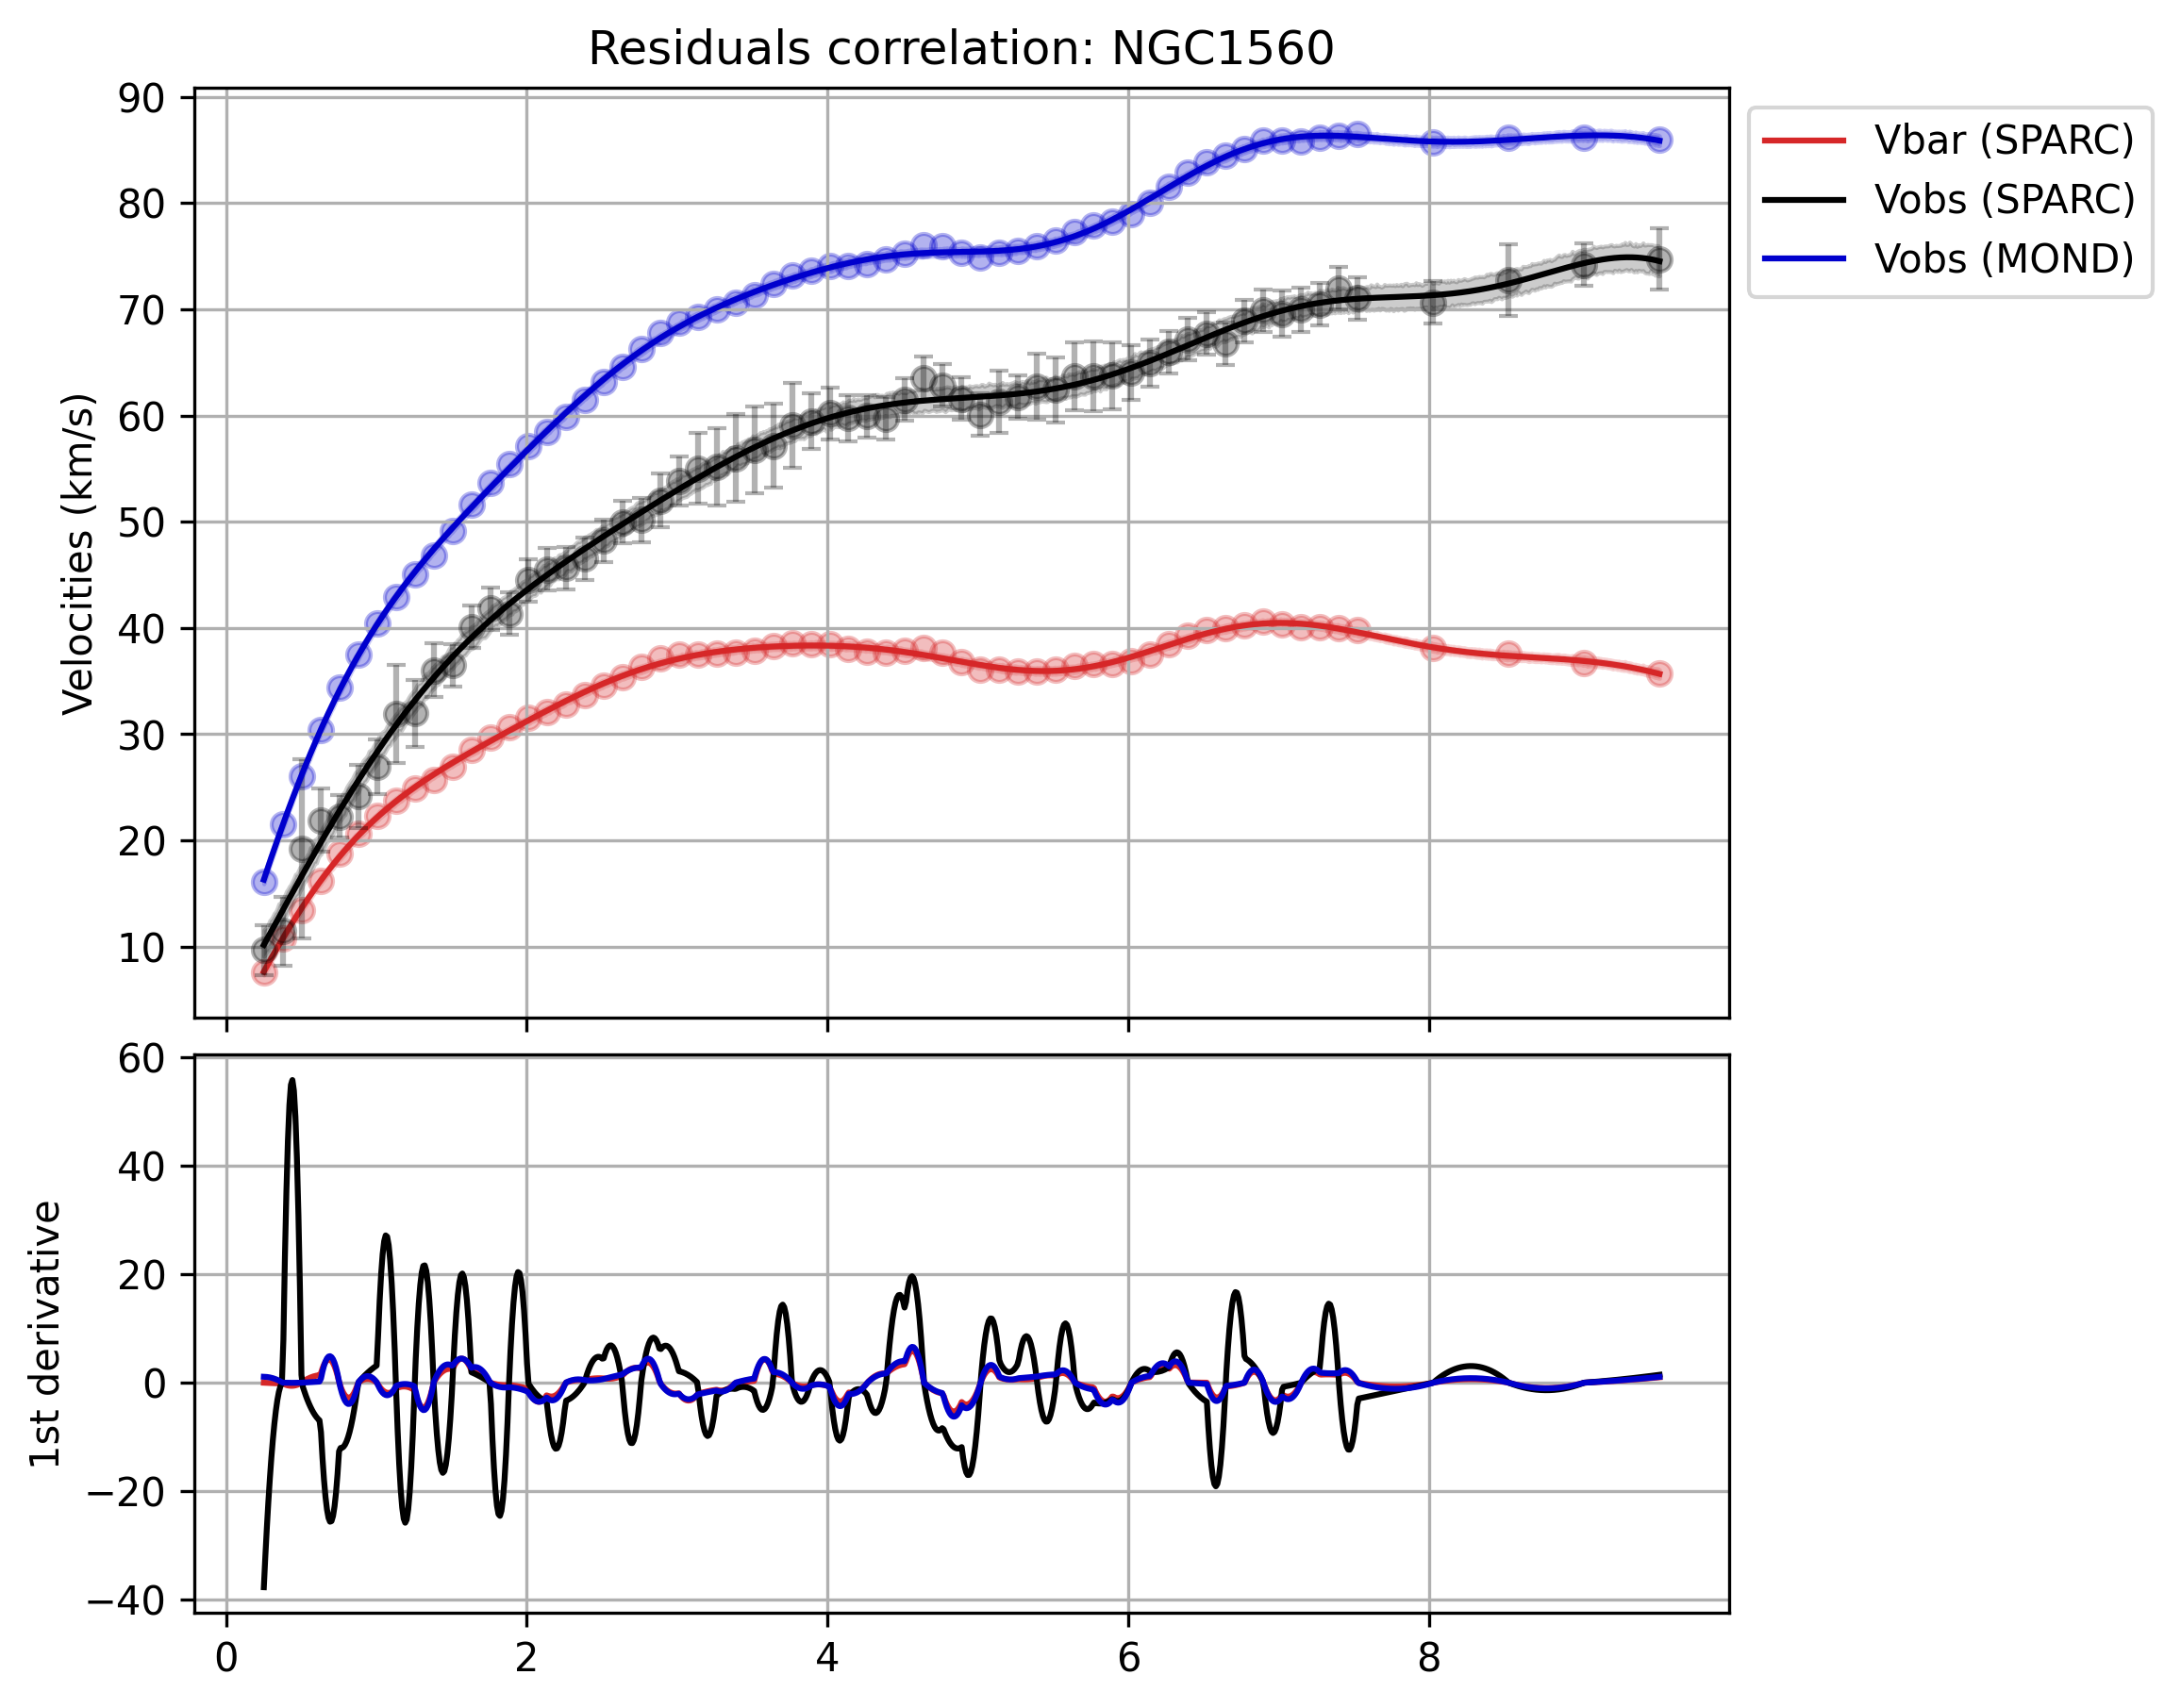 Residuals correlation: NGC1560
90
80
70
60
50
40
30
20
10
Velocities (km/s)
Vbar (SPARC)
Vobs (SPARC)
Vobs (MOND)
60
40
20
0
−20
−40
1st derivative
0 2 4 6 8